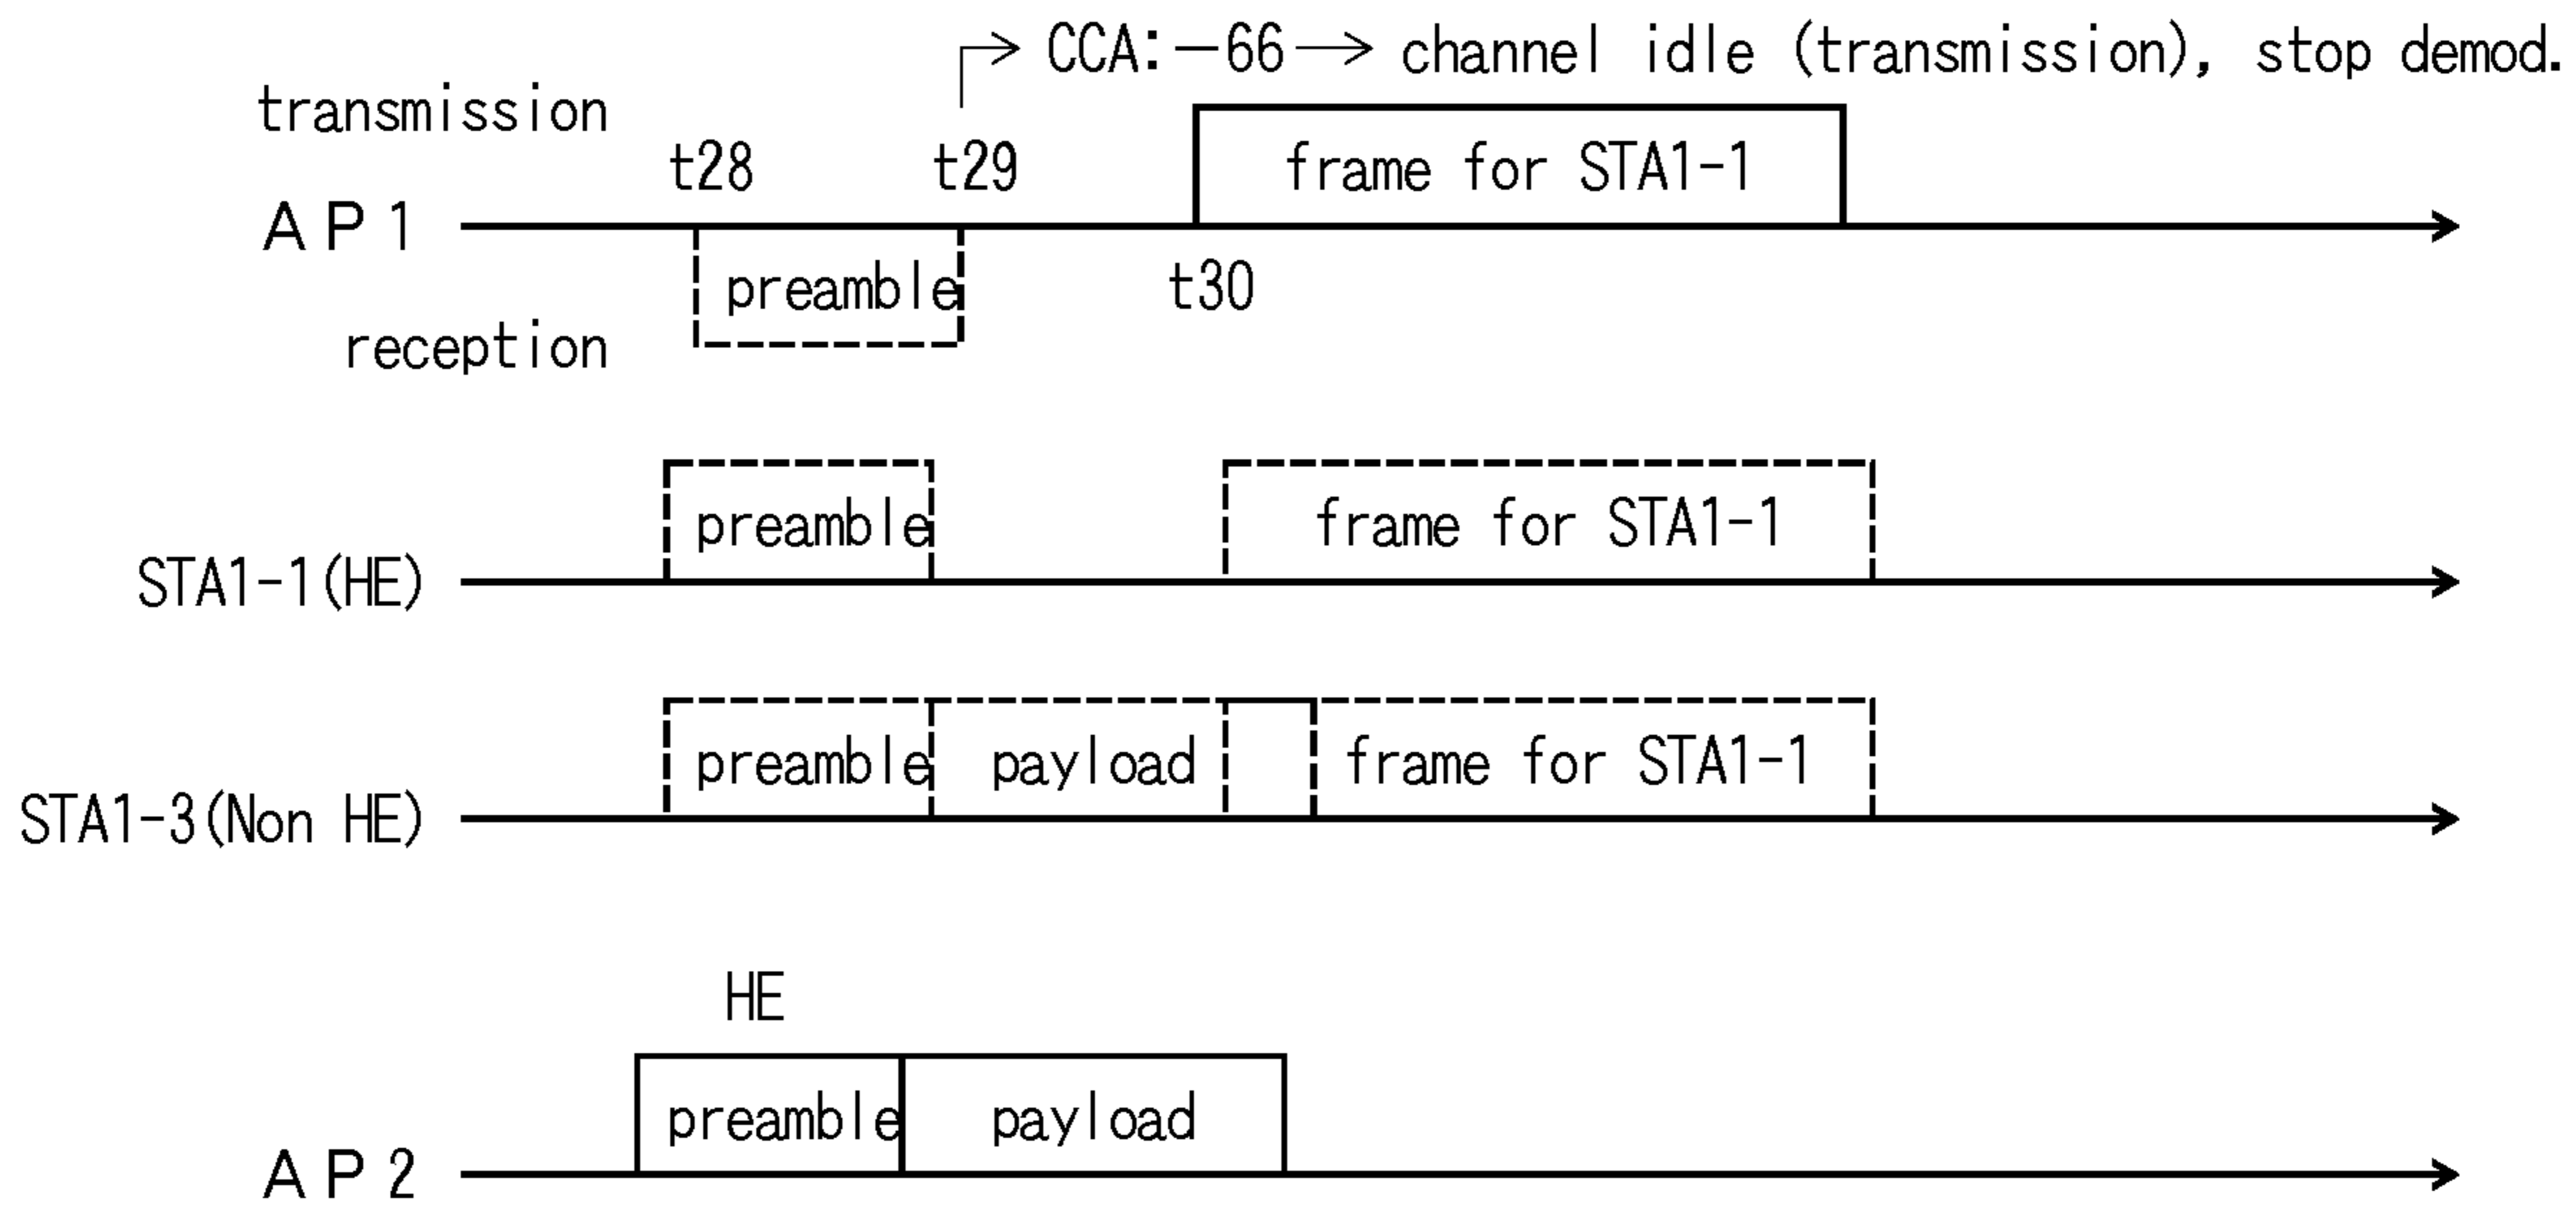 CCA:−66→ channel idle (transmission), stop demod.
transmission
t28 t29 frame for STA1-1
AP1
preamble t30
reception
preamble frame for STA1-1
STA1-1(HE)
preamble payload frame for STA1-1
STA1-3(Non HE)
HE
preamble payload
AP2